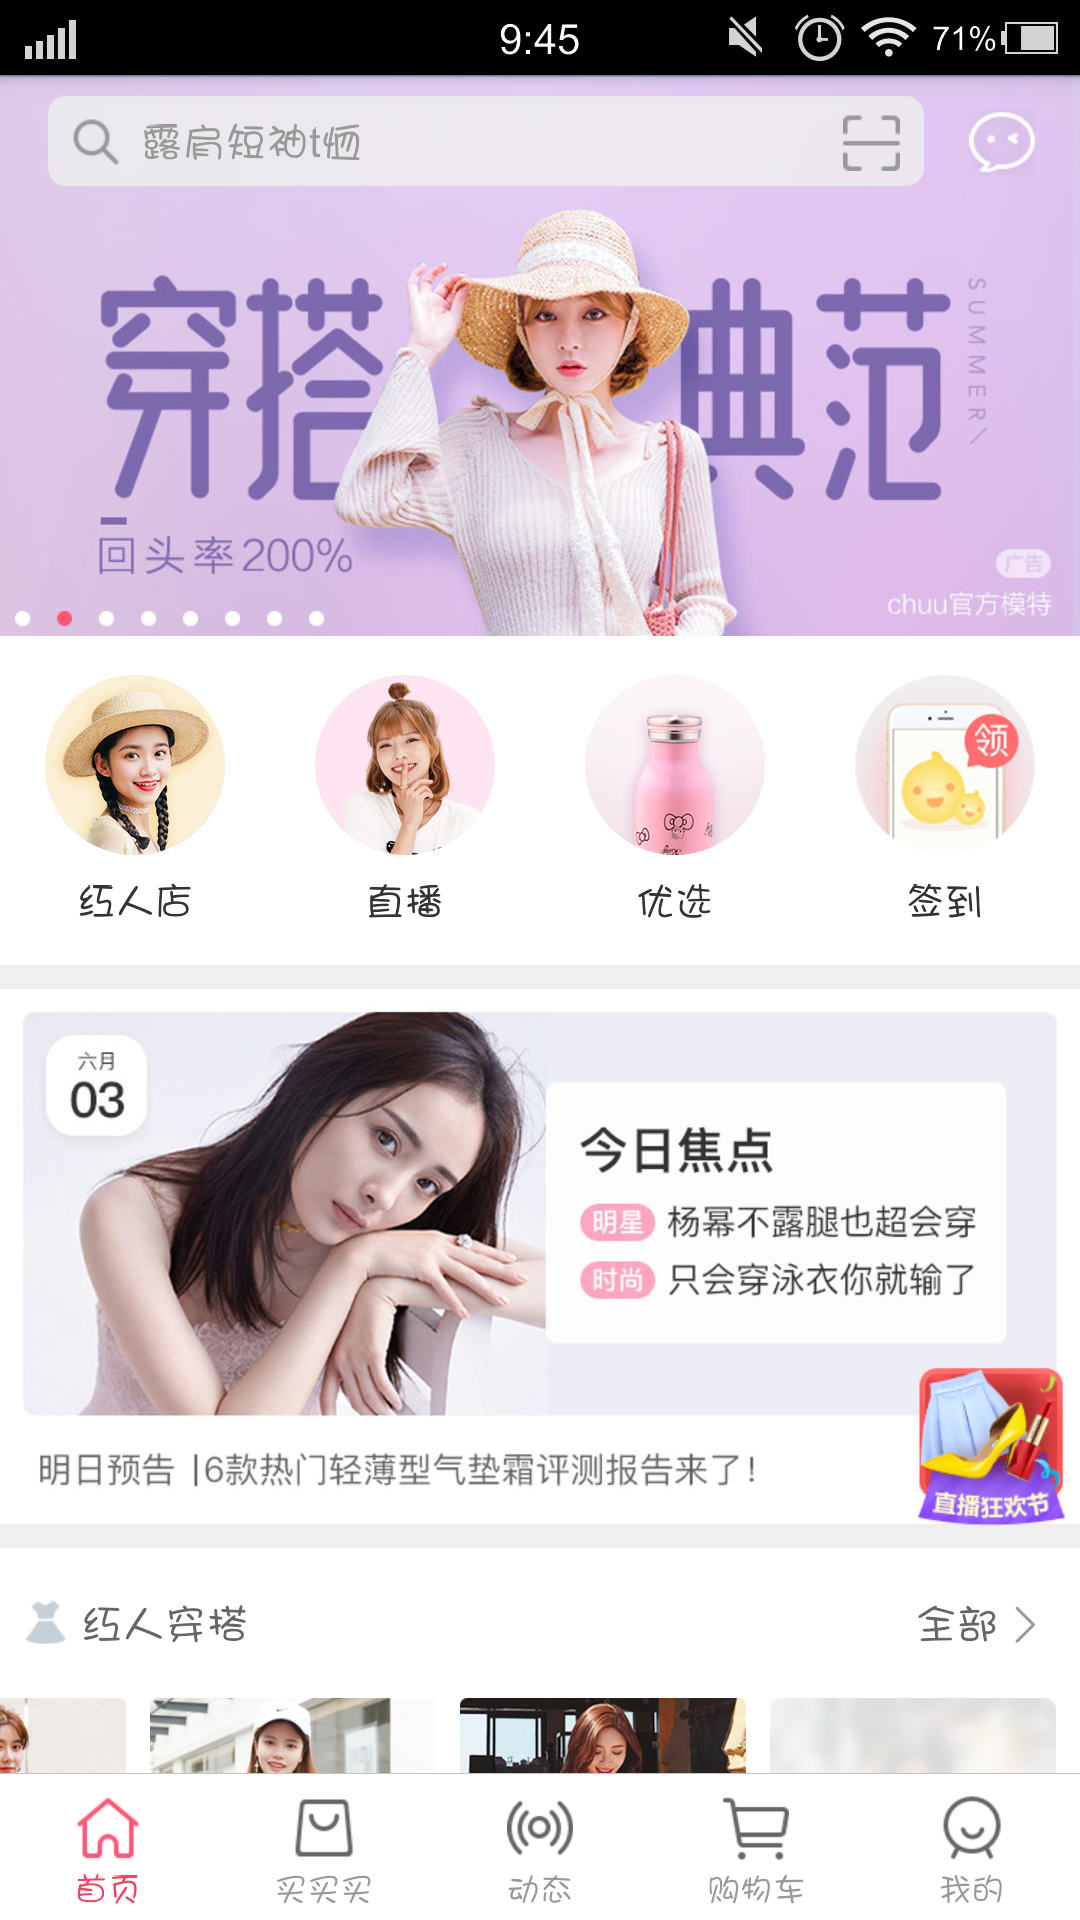 9:45
71%
露肩短袖t恤
穿搭典范
SUMMER
回头率200%
广告
chuu官方模特
领
红人店
直播
优选
签到
六月
03
今日焦点
明星 杨幂不露腿也超会穿
时尚 只会穿泳衣你就输了
直播狂欢节
明日预告 |6款热门轻薄型气垫霜评测报告来了!
红人穿搭
全部
首页
买买买
动态
购物车
我的